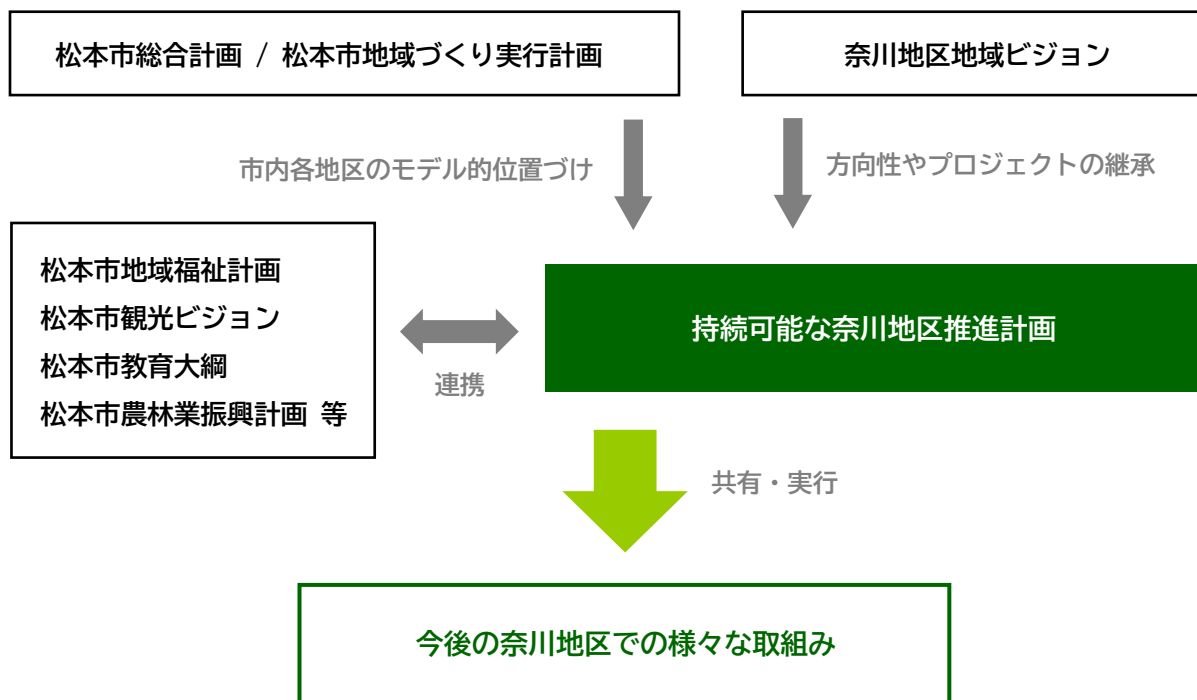 松本市総合計画 / 松本市地域づくり実行計画
奈川地区地域ビジョン
市内各地区のモデル的位置づけ
方向性やプロジェクトの継承
松本市地域福祉計画
松本市観光ビジョン
松本市教育大綱
松本市農林業振興計画 等
連携
持続可能な奈川地区推進計画
共有・実行
今後の奈川地区での様々な取組み